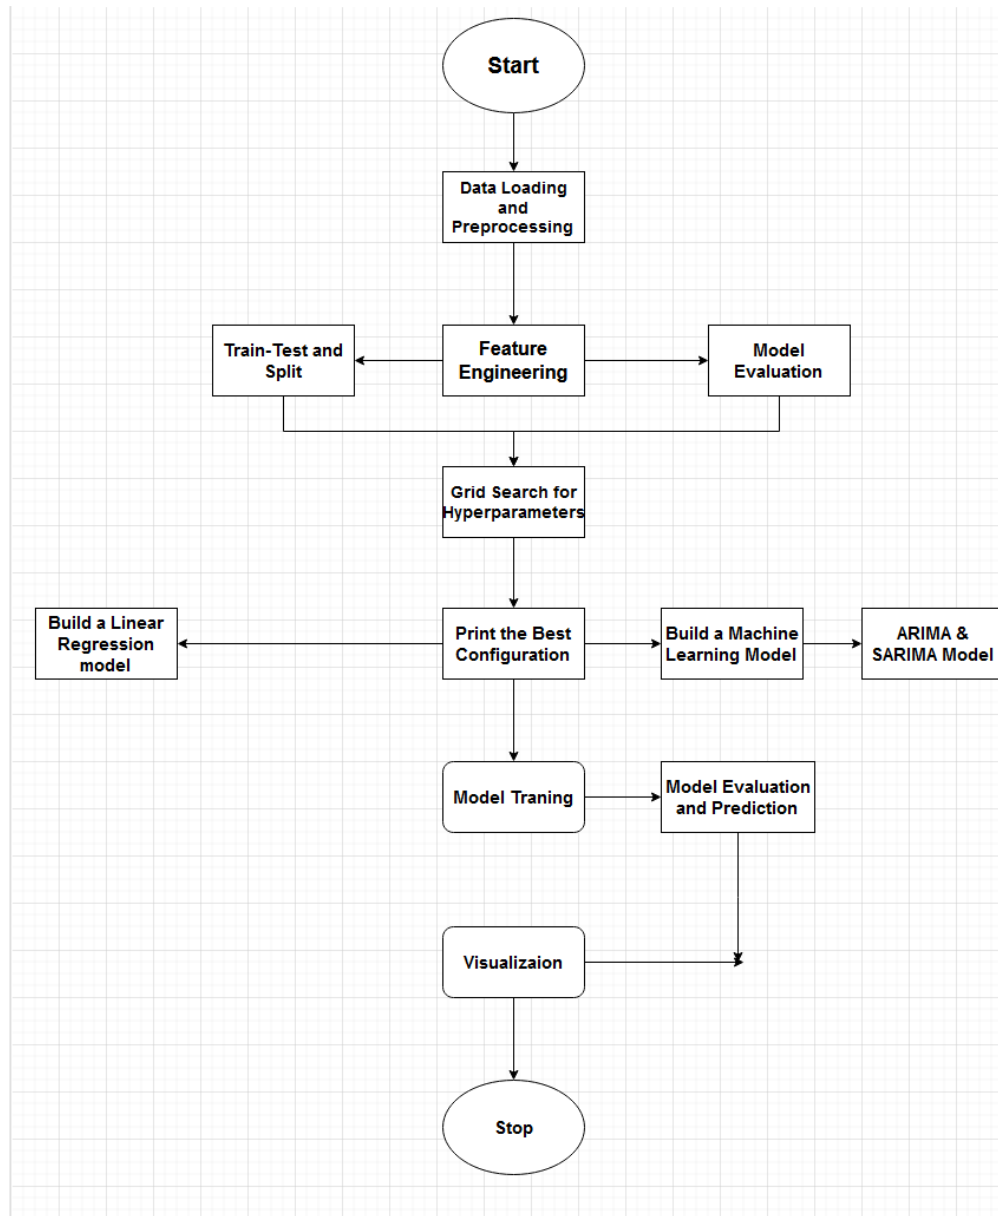 Start
Data Loading
and
Preprocessing
Train-Test and
Split
Feature
Engineering
Model
Evaluation
Grid Search for
Hyperparameters
Build a Linear
Regression
model
Print the Best
Configuration
Build a Machine
Learning Model
ARIMA &
SARIMA Model
Model Traning
Model Evaluation
and Prediction
Visualizaion
Stop